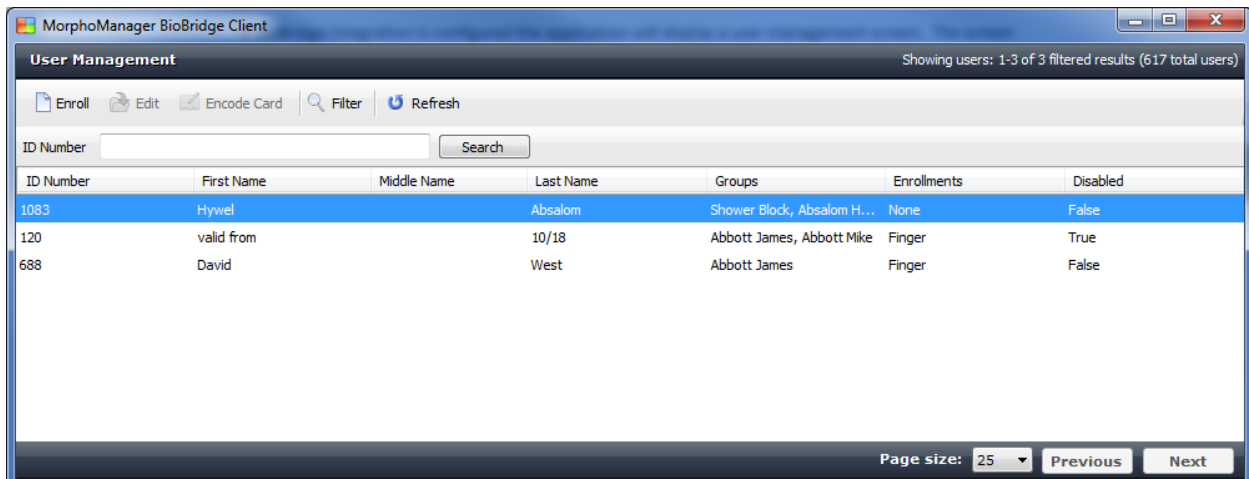 MorphoManager BioBridge Client
User Management Showing users: 1-3 of 3 filtered results (617 total users)
Enroll Edit Encode Card Filter Refresh
ID Number Search
ID Number First Name Middle Name Last Name Groups Enrollments Disabled
1083 Hywel Absalom Shower Block, Absalom H... None False
120 valid from 10/18 Abbott James, Abbott Mike Finger True
688 David West Abbott James Finger False
Page size: 25 Previous Next